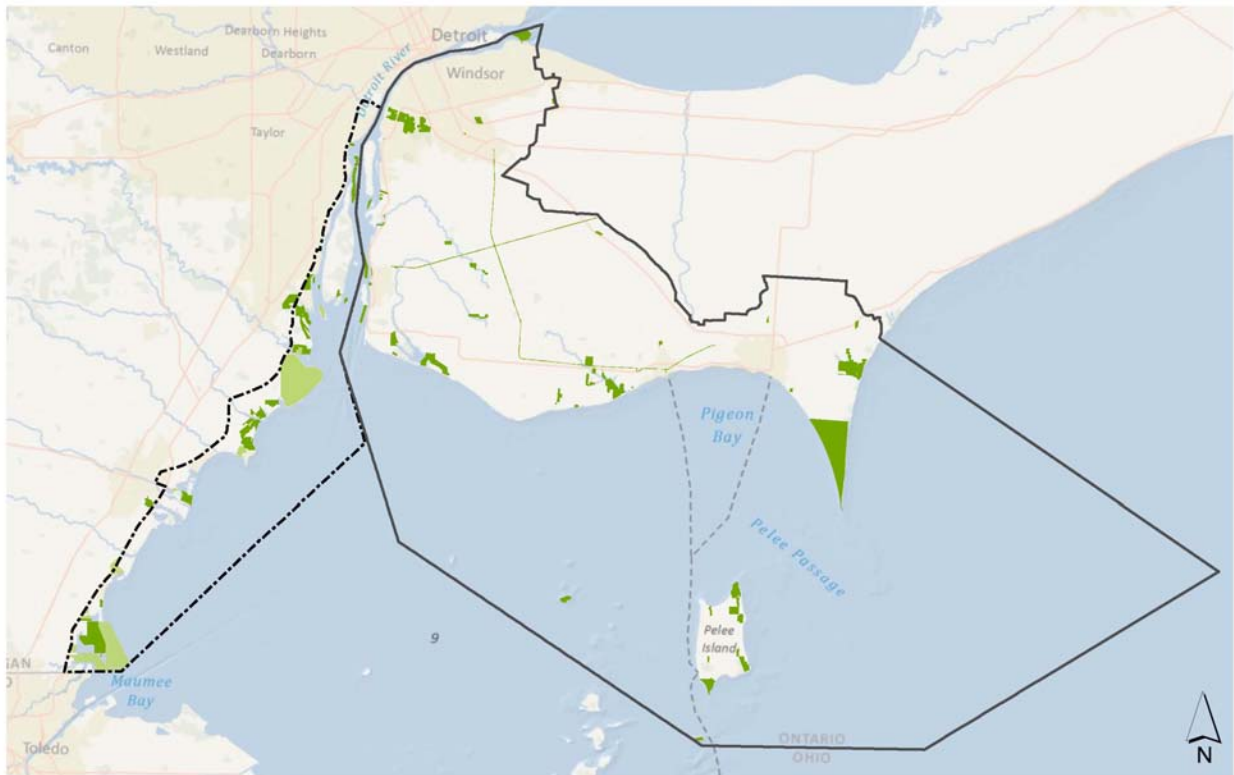 Dearborn Heights
Detroit
Canton
Westland
Dearborn
Windsor
Detroit River
Taylor
Pigeon
Bay
Pelee Passage
Pelee
Island
9
GAN
O
Maumee
Bay
Toledo
ONTARIO
OHIO
N